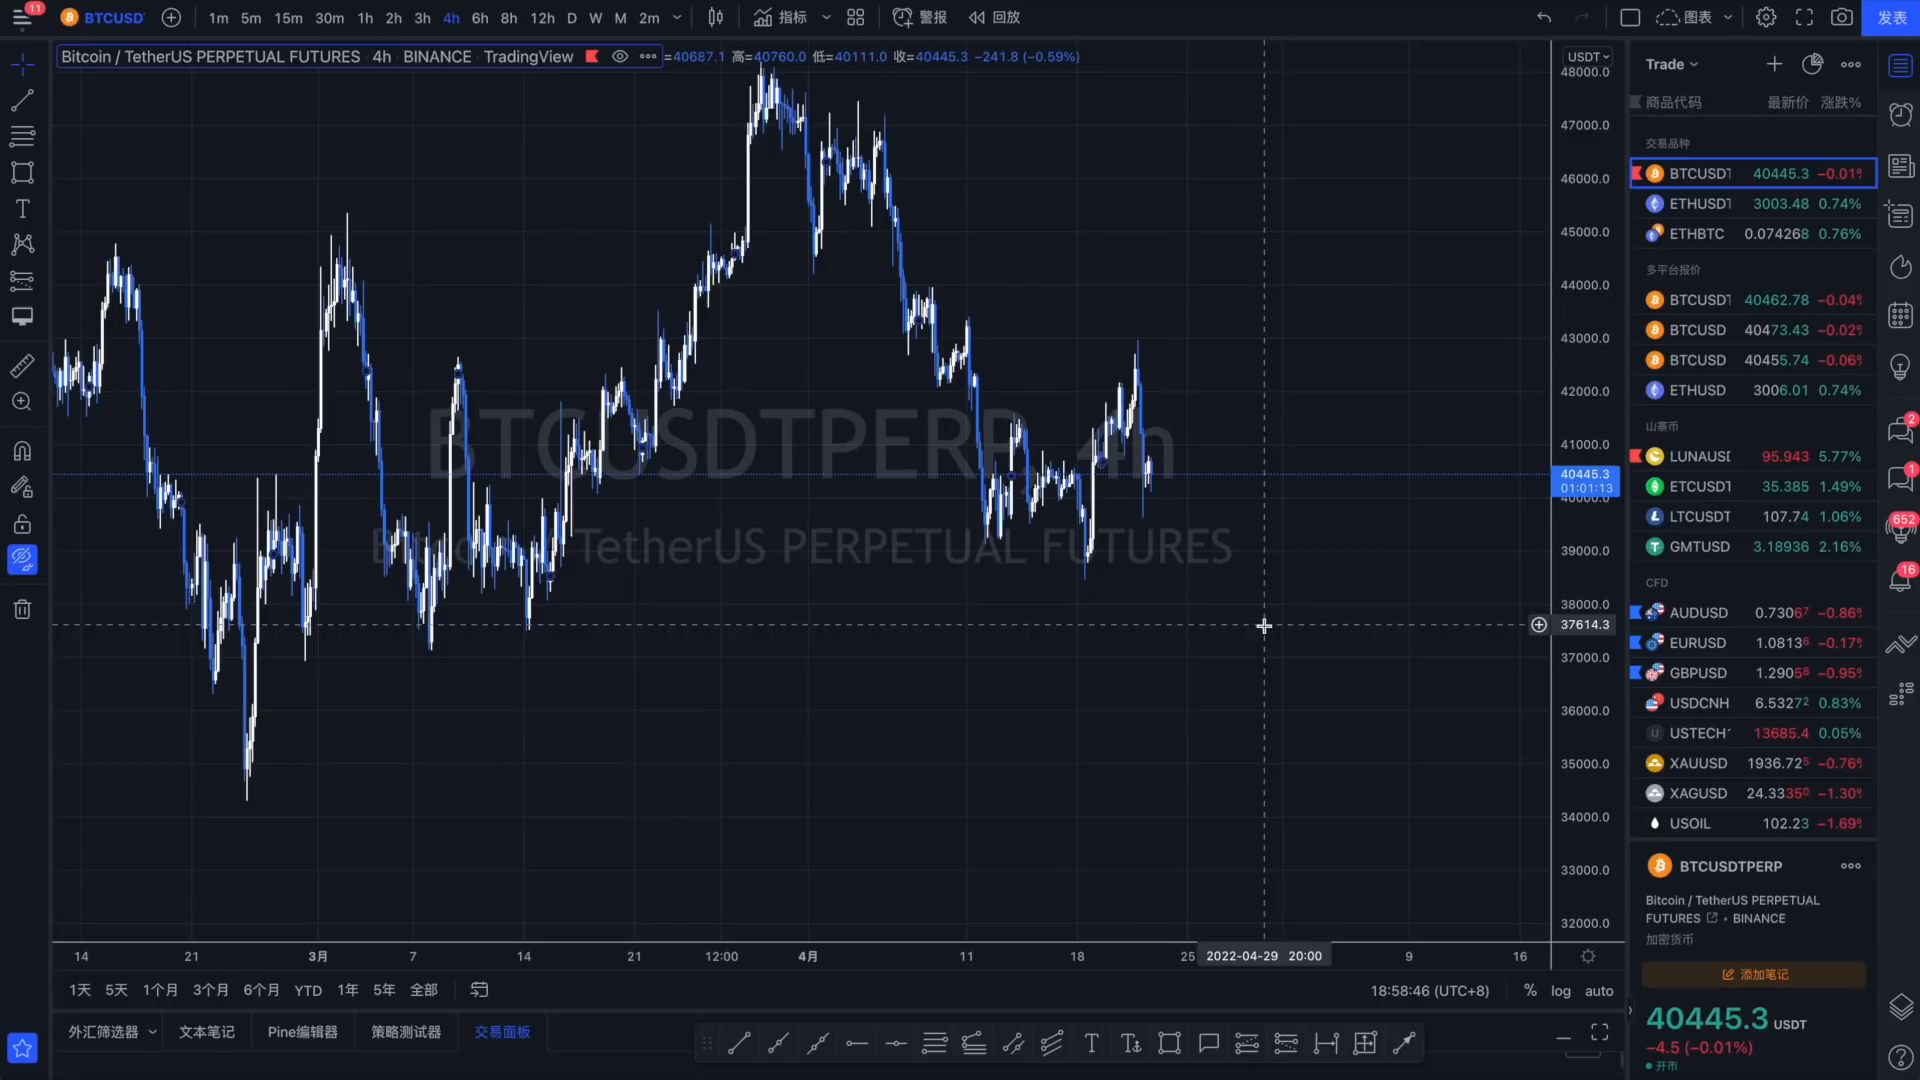 11
BTCUSDT
1m 5m 15m 30m 1h 2h 3h 4h 6h 8h 12h D W M 2m
指标
警报
回放
图表
发表
Bitcoin / TetherUS PERPETUAL FUTURES · 4h · BINANCE · TradingView
=40687.1 高=40760.0 低=40111.0 收=40445.3 −241.8 (−0.59%)
USDT
48000.0
47000.0
46000.0
45000.0
44000.0
43000.0
42000.0
41000.0
40445.3
01:01:13
40000.0
39000.0
38000.0
37614.3
37000.0
36000.0
35000.0
34000.0
33000.0
32000.0
BTCUSDTPERP, 4h
TetherUS PERPETUAL FUTURES
14 21 3月 7 14 21 12:00 4月 11 18 25 2022-04-29 20:00 9 16
1天 5天 1个月 3个月 6个月 YTD 1年 5年 全部
18:58:46 (UTC+8) % log auto
外汇筛选器 文本笔记 Pine编辑器 策略测试器 交易面板
Trade
商品代码 最新价 涨跌%
交易品种
BTCUSDT 40445.3 −0.01%
ETHUSDT 3003.48 0.74%
ETHBTC 0.074268 0.76%
多平台报价
BTCUSDT 40462.78 −0.04%
BTCUSD 40473.43 −0.02%
BTCUSD 40455.74 −0.06%
ETHUSD 3006.01 0.74%
山寨币
LUNAUSD 95.943 5.77%
ETCUSDT 35.385 1.49%
LTCUSDT 107.74 1.06%
GMTUSD 3.18936 2.16%
CFD
AUDUSD 0.73067 −0.86%
EURUSD 1.08136 −0.17%
GBPUSD 1.29058 −0.95%
USDCNH 6.53272 0.83%
USTECH 13685.4 0.05%
XAUUSD 1936.725 −0.76%
XAGUSD 24.33350 −1.30%
USOIL 102.23 −1.69%
BTCUSDTPERP
Bitcoin / TetherUS PERPETUAL
FUTURES • BINANCE
加密货币
添加笔记
40445.3 USDT
−4.5 (−0.01%)
开市
2
1
652
16